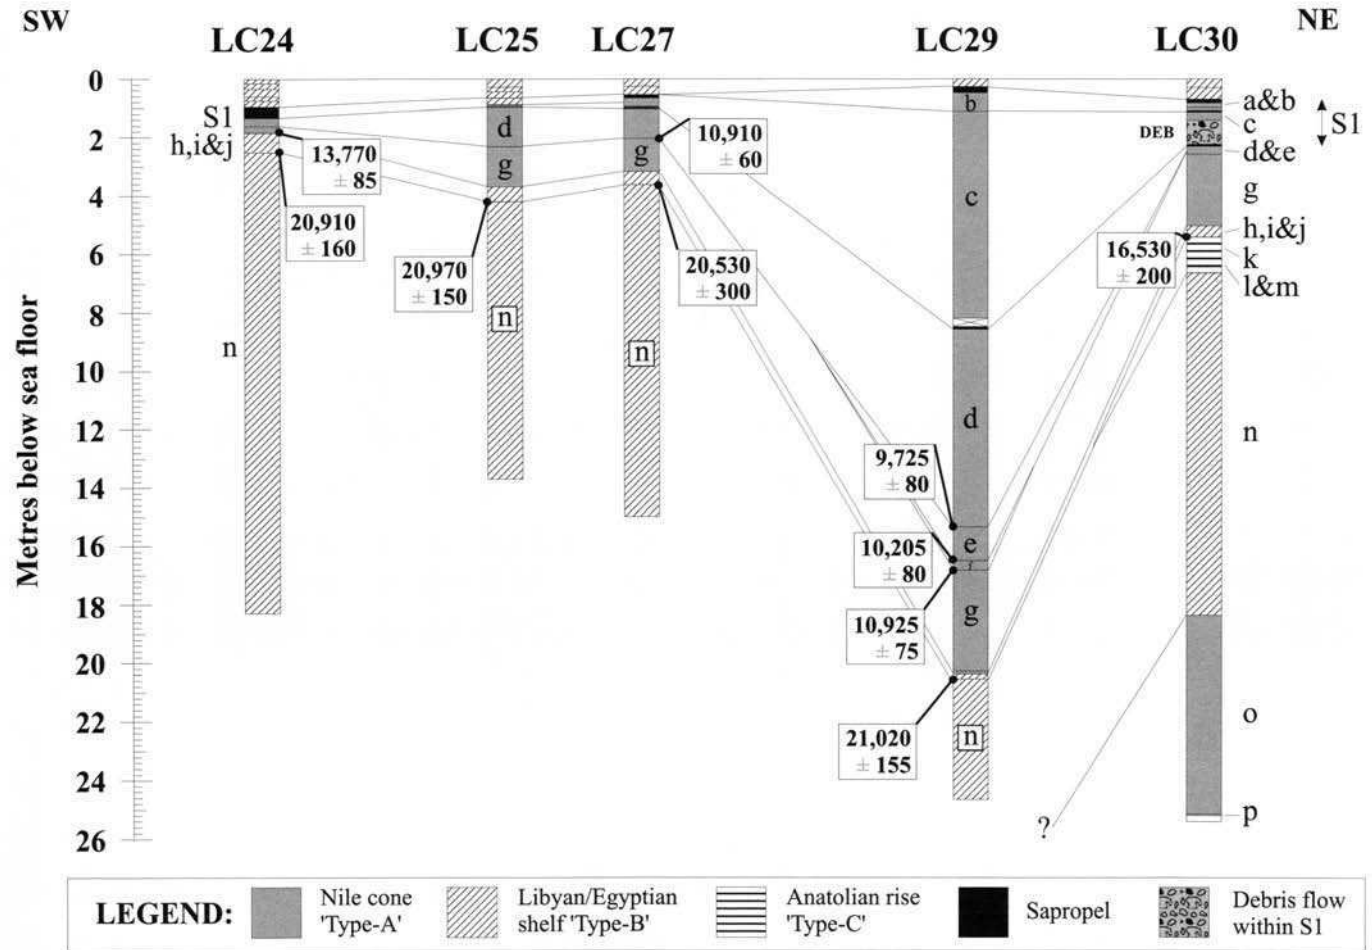 SW
NE
LC24
LC25
LC27
LC29
LC30
Metres below sea floor
0
2
4
6
8
10
12
14
16
18
20
22
24
26
S1
h,i&j
n
13,770
± 85
20,910
± 160
d
g
20,970
± 150
n
g
10,910
± 60
20,530
± 300
n
b
c
d
9,725
± 80
e
10,205
± 80
f
10,925
± 75
g
21,020
± 155
n
?
DEB
16,530
± 200
a&b
c
S1
d&e
g
h,i&j
k
l&m
n
o
p
LEGEND:
Nile cone
'Type-A'
Libyan/Egyptian
shelf 'Type-B'
Anatolian rise
'Type-C'
Sapropel
Debris flow
within S1